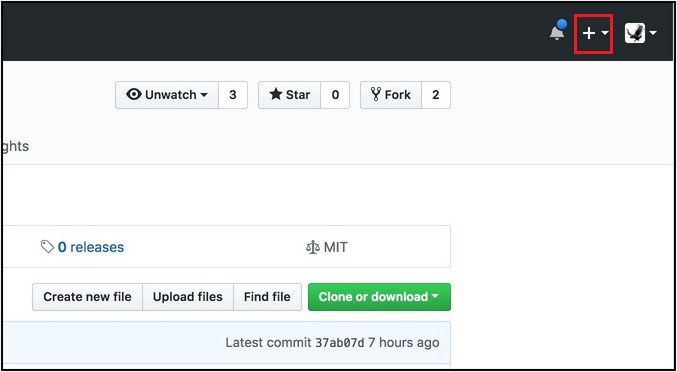 +
Unwatch 3 Star 0 Fork 2
ghts
0 releases MIT
Create new file Upload files Find file Clone or download
Latest commit 37ab07d 7 hours ago